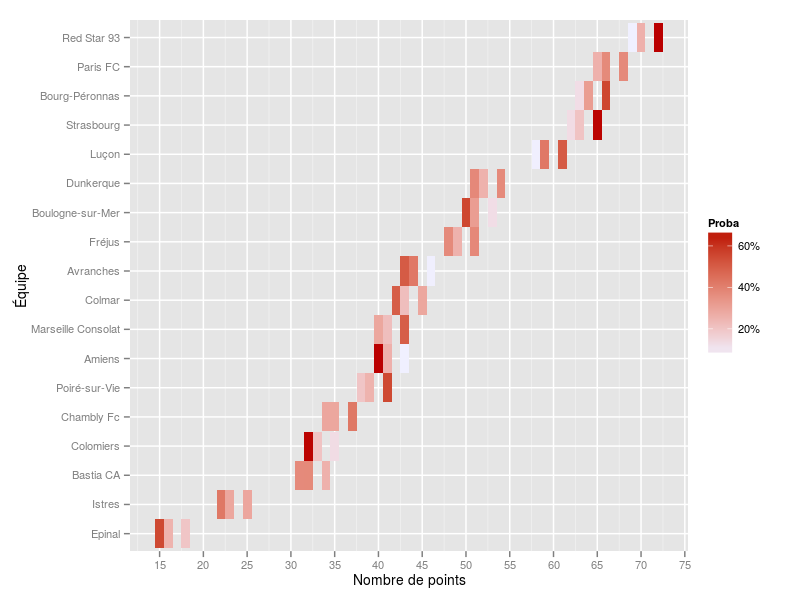 Red Star 93
Paris FC
Bourg-Péronnas
Strasbourg
Luçon
Dunkerque
Boulogne-sur-Mer
Fréjus
Avranches
Colmar
Marseille Consolat
Amiens
Poiré-sur-Vie
Chambly Fc
Colomiers
Bastia CA
Istres
Epinal
Équipe
15 20 25 30 35 40 45 50 55 60 65 70 75
Nombre de points
Proba
60%
40%
20%